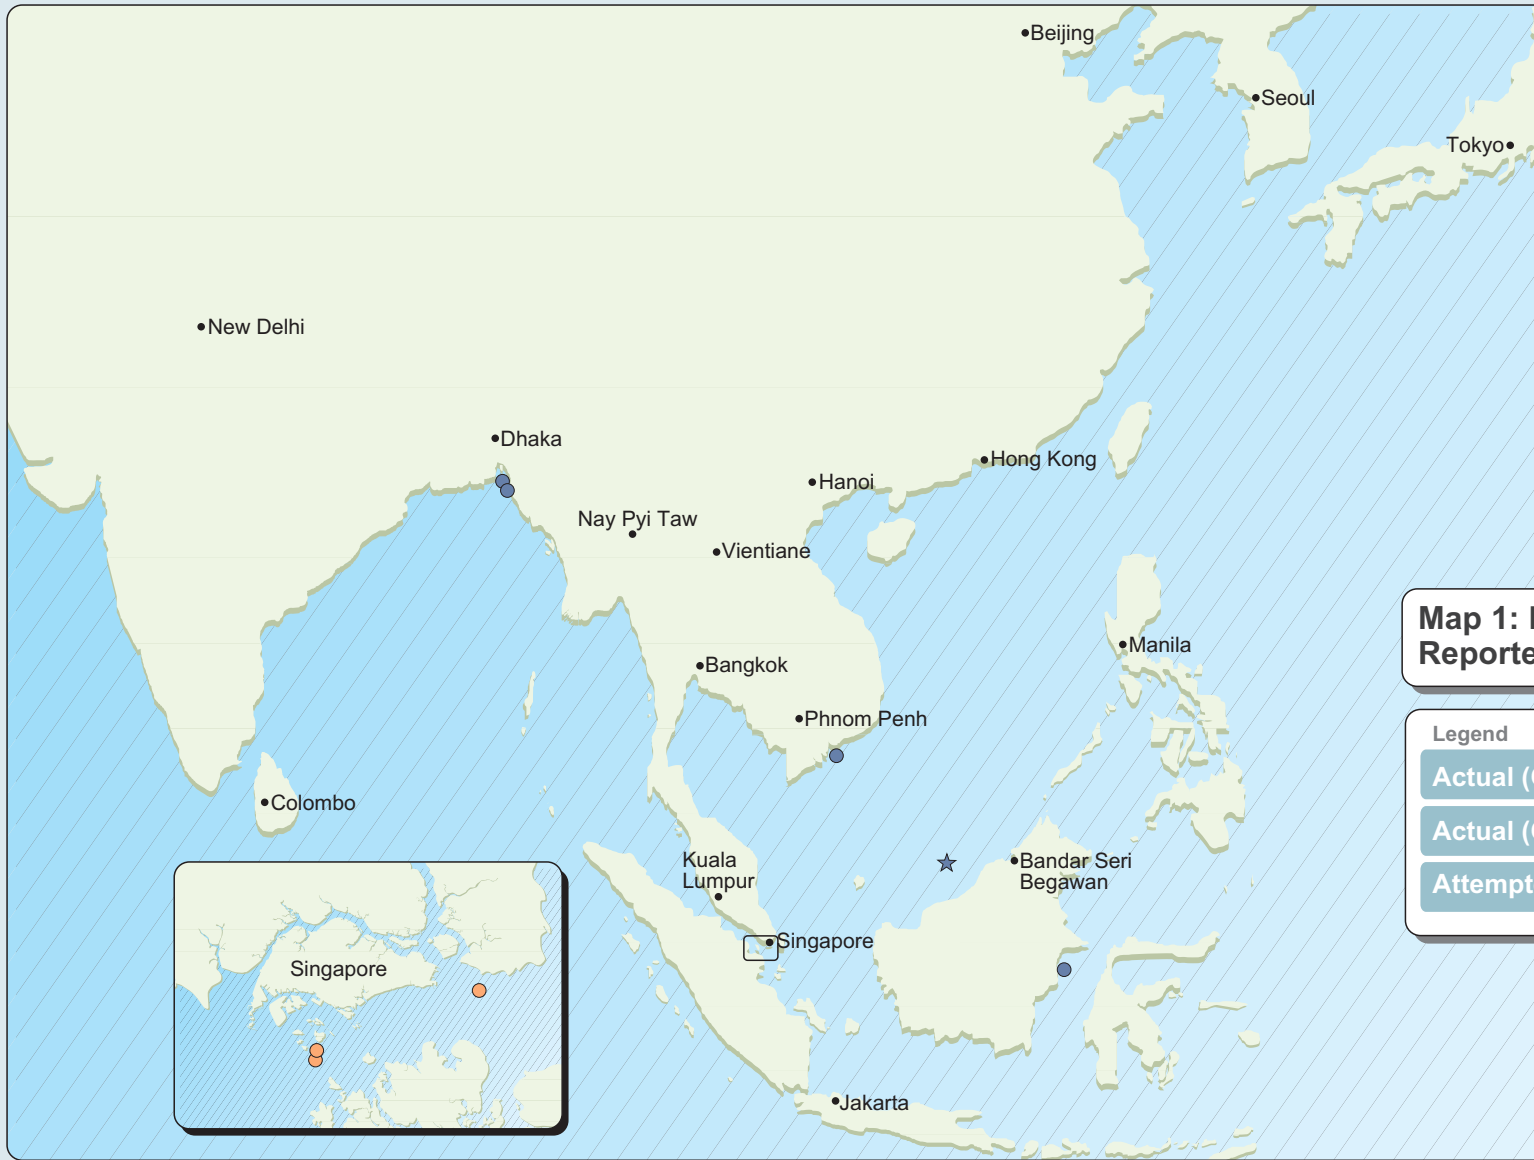 Beijing
Seoul
Tokyo
New Delhi
Dhaka
Hong Kong
Hanoi
Nay Pyi Taw
Vientiane
Manila
Bangkok
Phnom Penh
Colombo
Kuala
Lumpur
Bandar Seri
Begawan
Singapore
Singapore
Jakarta
Map 1:
Reporte
Legend
Actual (
Actual (
Attempt